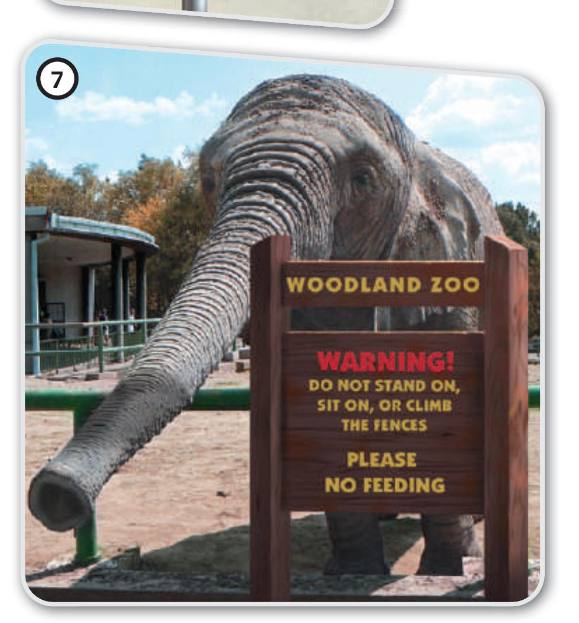 7
WOODLAND ZOO
WARNING!
DO NOT STAND ON,
SIT ON, OR CLIMB
THE FENCES
PLEASE
NO FEEDING